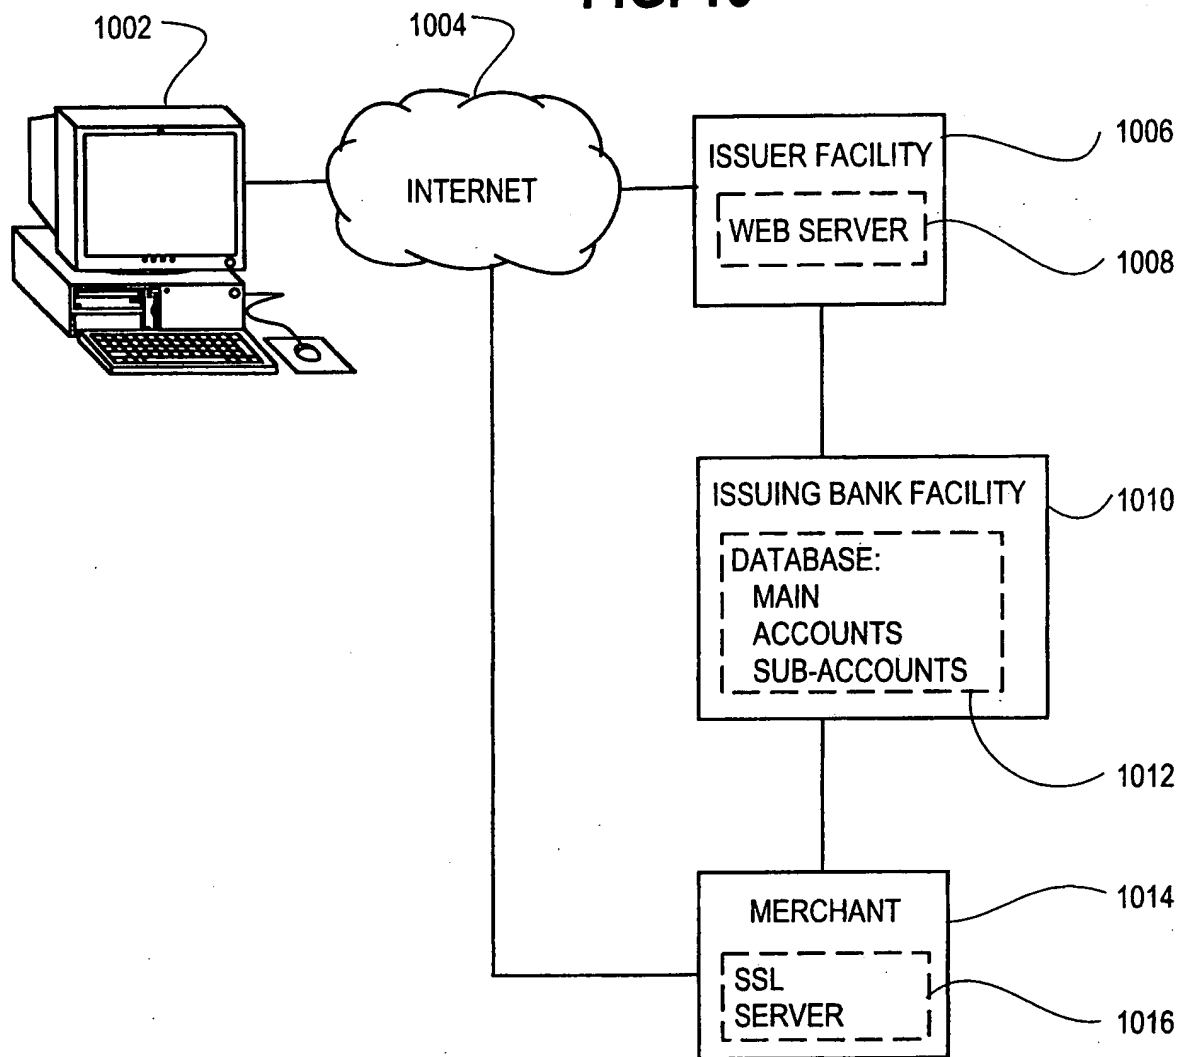 1002
1004
INTERNET
ISSUER FACILITY
1006
WEB SERVER
1008
ISSUING BANK FACILITY
1010
DATABASE:
MAIN
ACCOUNTS
SUB-ACCOUNTS
1012
MERCHANT
1014
SSL
SERVER
1016